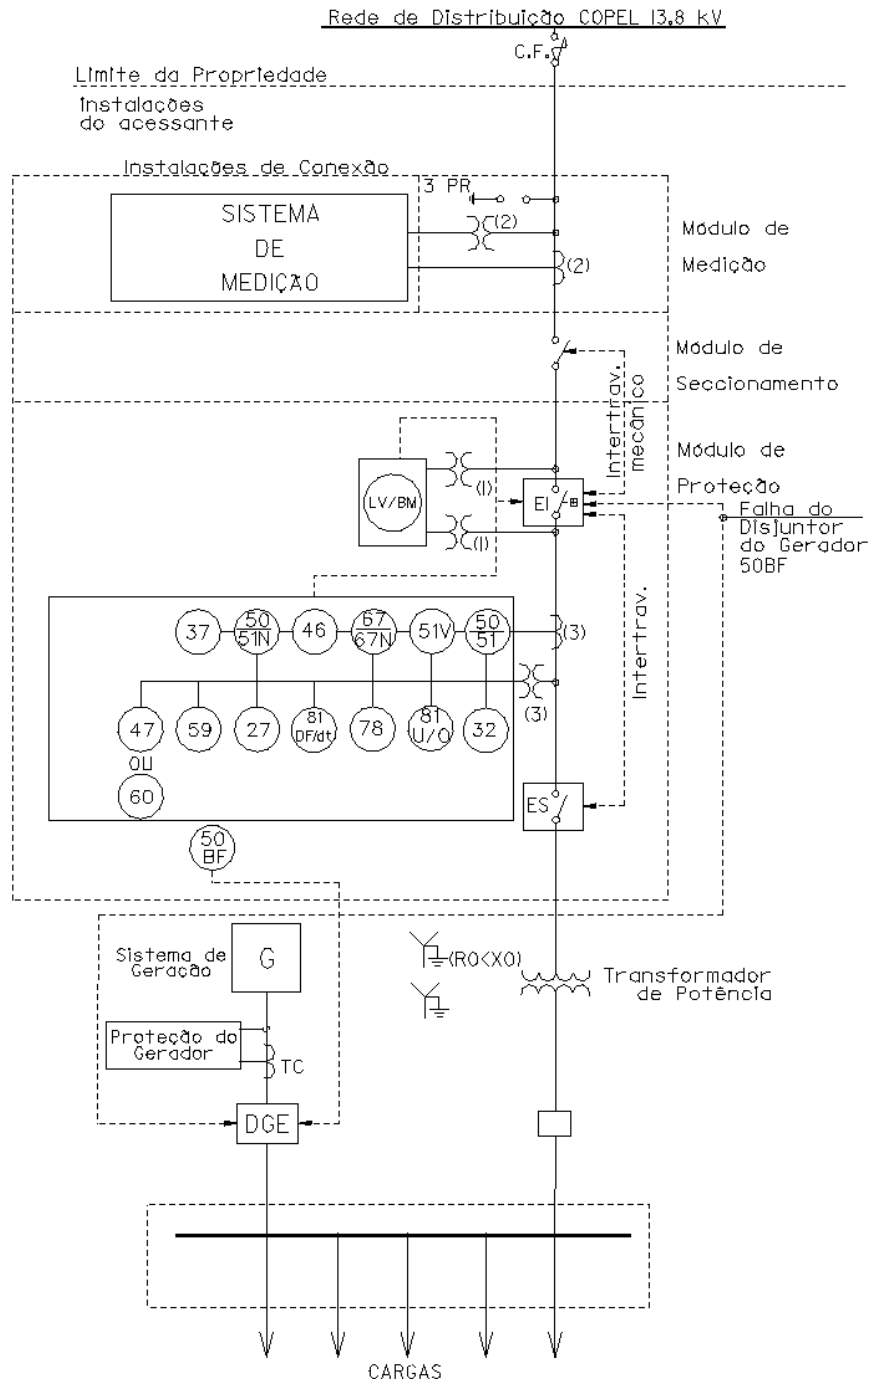 Rede de Distribuição COPEL 13,8 kV
C.F.
Limite da Propriedade
Instalações
do acessante
Instalações de Conexão
3 PR
SISTEMA
DE
MEDIÇÃO
(2)
(2)
Módulo de
Medição
Módulo de
Seccionamento
Intertrav.
mecânico
Módulo de
Proteção
LV/BM
(1)
(1)
EI
Falha do
Disjuntor
do Gerador
50BF
Intertrav.
37
50
51N
46
67
67N
51V
50
51
(3)
(3)
47
59
27
81
DF/dt
78
81
U/O
32
OU
60
ES
50
BF
Sistema de
Geração
G
(R0<X0)
Transformador
de Potência
Proteção do
Gerador
TC
DGE
CARGAS